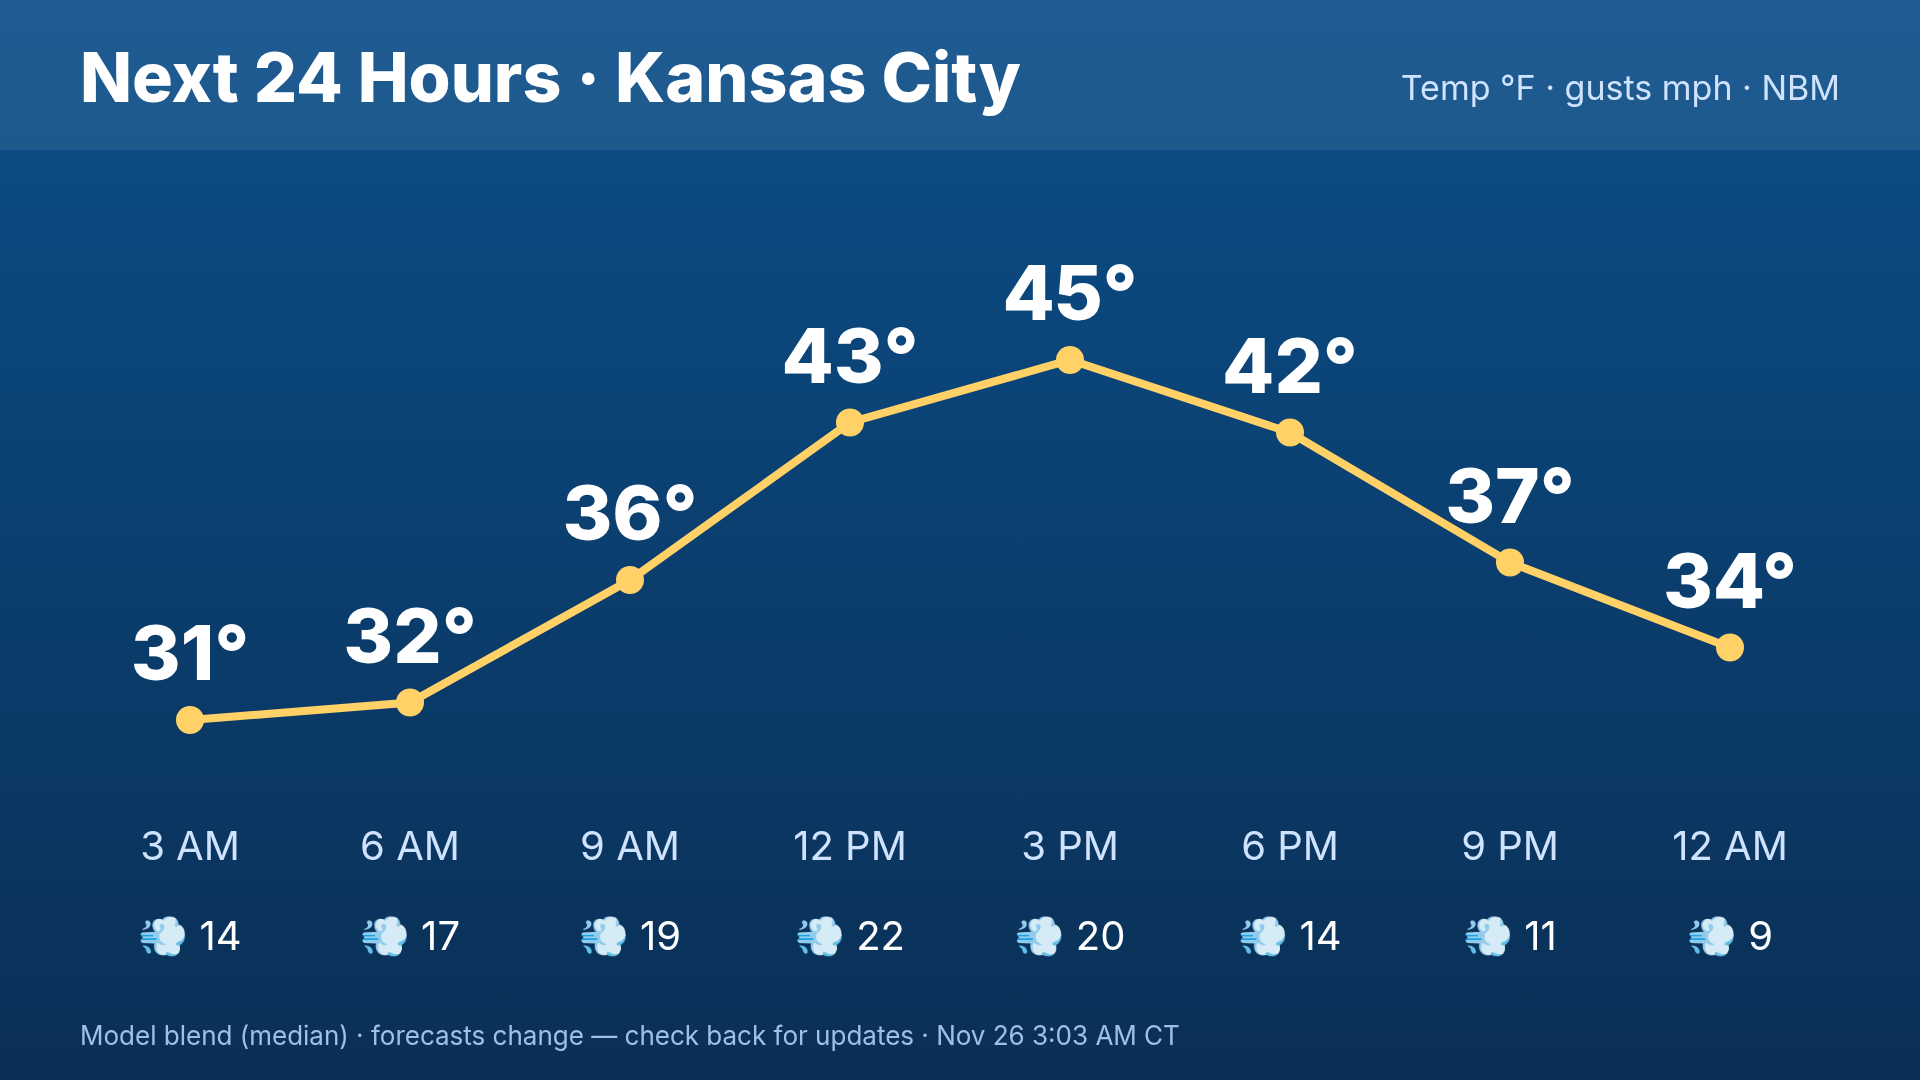 Next 24 Hours · Kansas City
Temp °F · gusts mph · NBM
31° 32° 36° 43° 45° 42° 37° 34°
3 AM 6 AM 9 AM 12 PM 3 PM 6 PM 9 PM 12 AM
💨 14 💨 17 💨 19 💨 22 💨 20 💨 14 💨 11 💨 9
Model blend (median) · forecasts change — check back for updates · Nov 26 3:03 AM CT